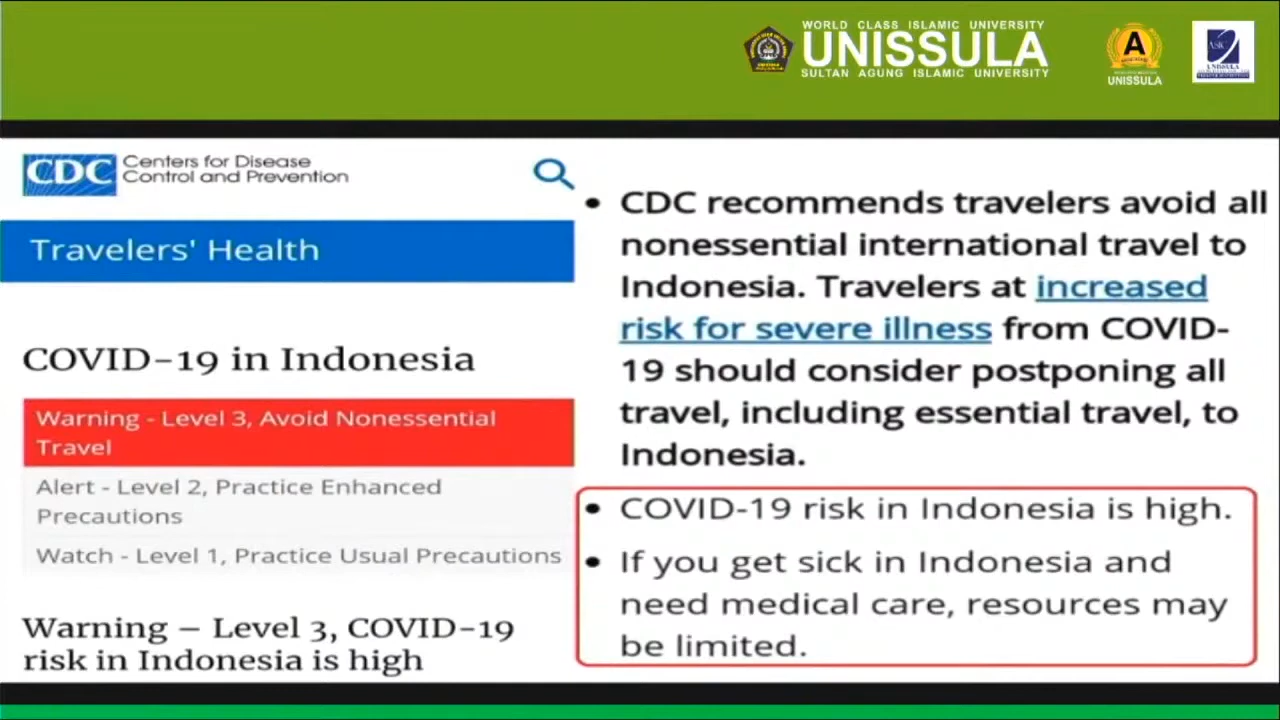 WORLD CLASS ISLAMIC UNIVERSITY
UNISSULA
SULTAN AGUNG ISLAMIC UNIVERSITY
A
UNISSULA
ASK
UNISSULA
CDC
Centers for Disease
Control and Prevention
Travelers' Health
COVID-19 in Indonesia
Warning - Level 3, Avoid Nonessential
Travel
Alert - Level 2, Practice Enhanced
Precautions
Watch - Level 1, Practice Usual Precautions
Warning – Level 3, COVID-19
risk in Indonesia is high
• CDC recommends travelers avoid all
nonessential international travel to
Indonesia. Travelers at increased
risk for severe illness from COVID-
19 should consider postponing all
travel, including essential travel, to
Indonesia.
• COVID-19 risk in Indonesia is high.
• If you get sick in Indonesia and
need medical care, resources may
be limited.